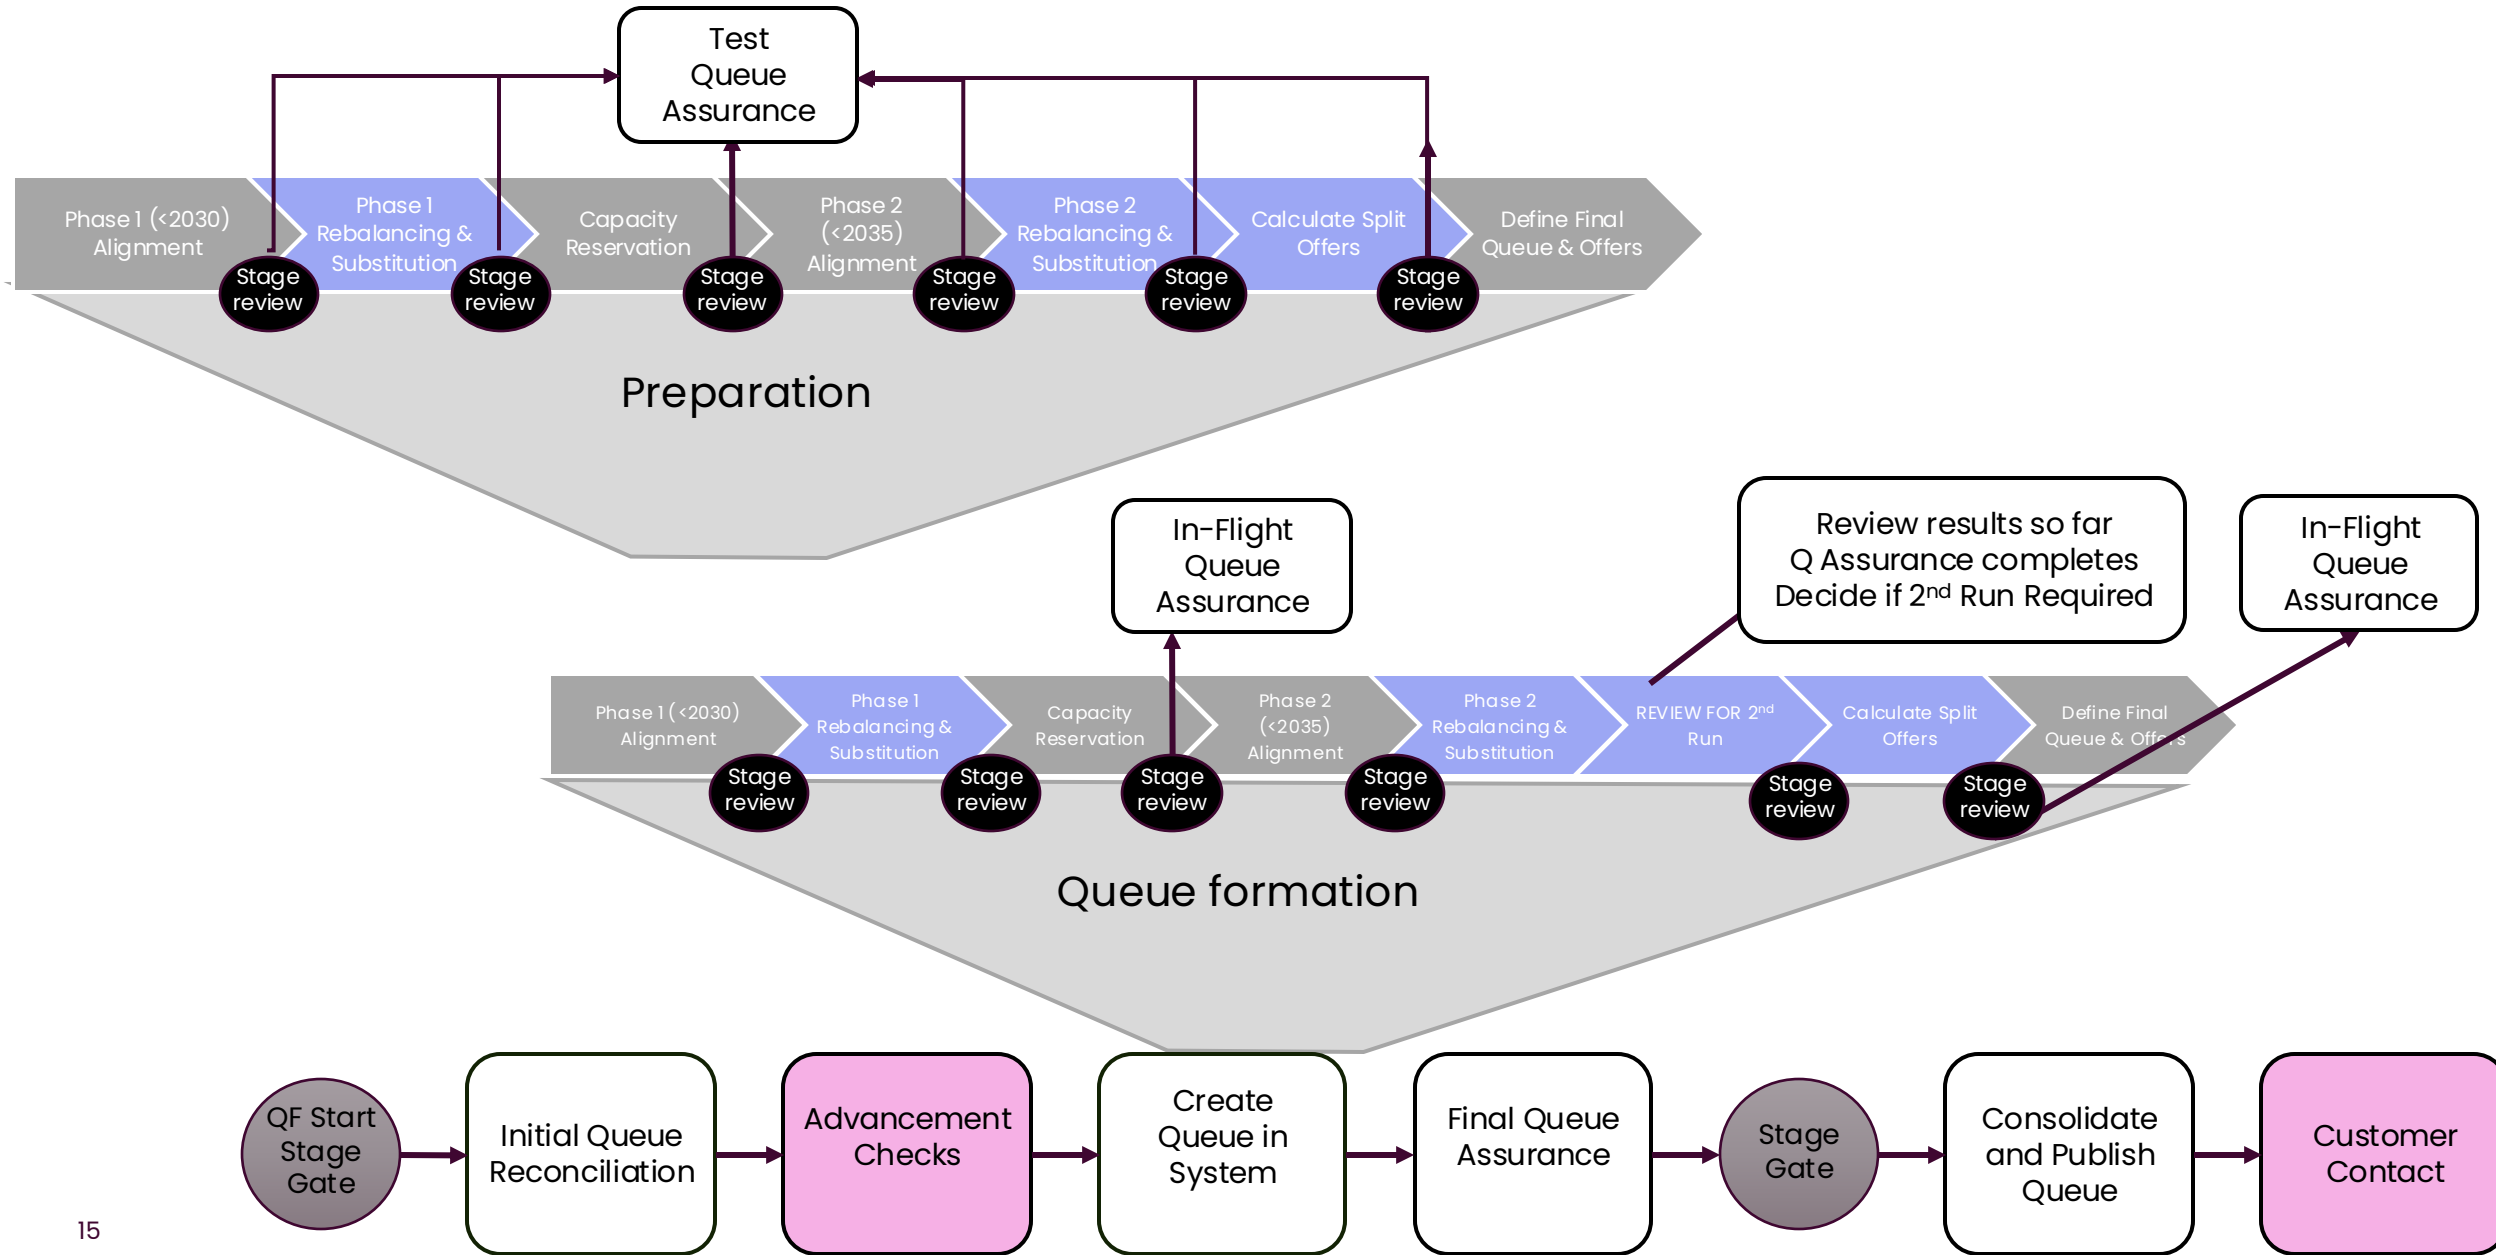 Test
Queue
Assurance
Phase 1 (<2030)
Alignment
Phase 1
Rebalancing &
Substitution
Capacity
Reservation
Phase 2
(<2035)
Alignment
Phase 2
Rebalancing &
Substitution
Calculate Split
Offers
Define Final
Queue & Offers
Stage
review
Stage
review
Stage
review
Stage
review
Stage
review
Stage
review
Preparation
In-Flight
Queue
Assurance
Review results so far
Q Assurance completes
Decide if 2nd Run Required
In-Flight
Queue
Assurance
Phase 1 (<2030)
Alignment
Phase 1
Rebalancing &
Substitution
Capacity
Reservation
Phase 2
(<2035)
Alignment
Phase 2
Rebalancing &
Substitution
REVIEW FOR 2nd
Run
Calculate Split
Offers
Define Final
Queue & Offers
Stage
review
Stage
review
Stage
review
Stage
review
Stage
review
Stage
review
Queue formation
QF Start
Stage
Gate
Initial Queue
Reconciliation
Advancement
Checks
Create
Queue in
System
Final Queue
Assurance
Stage
Gate
Consolidate
and Publish
Queue
Customer
Contact
15